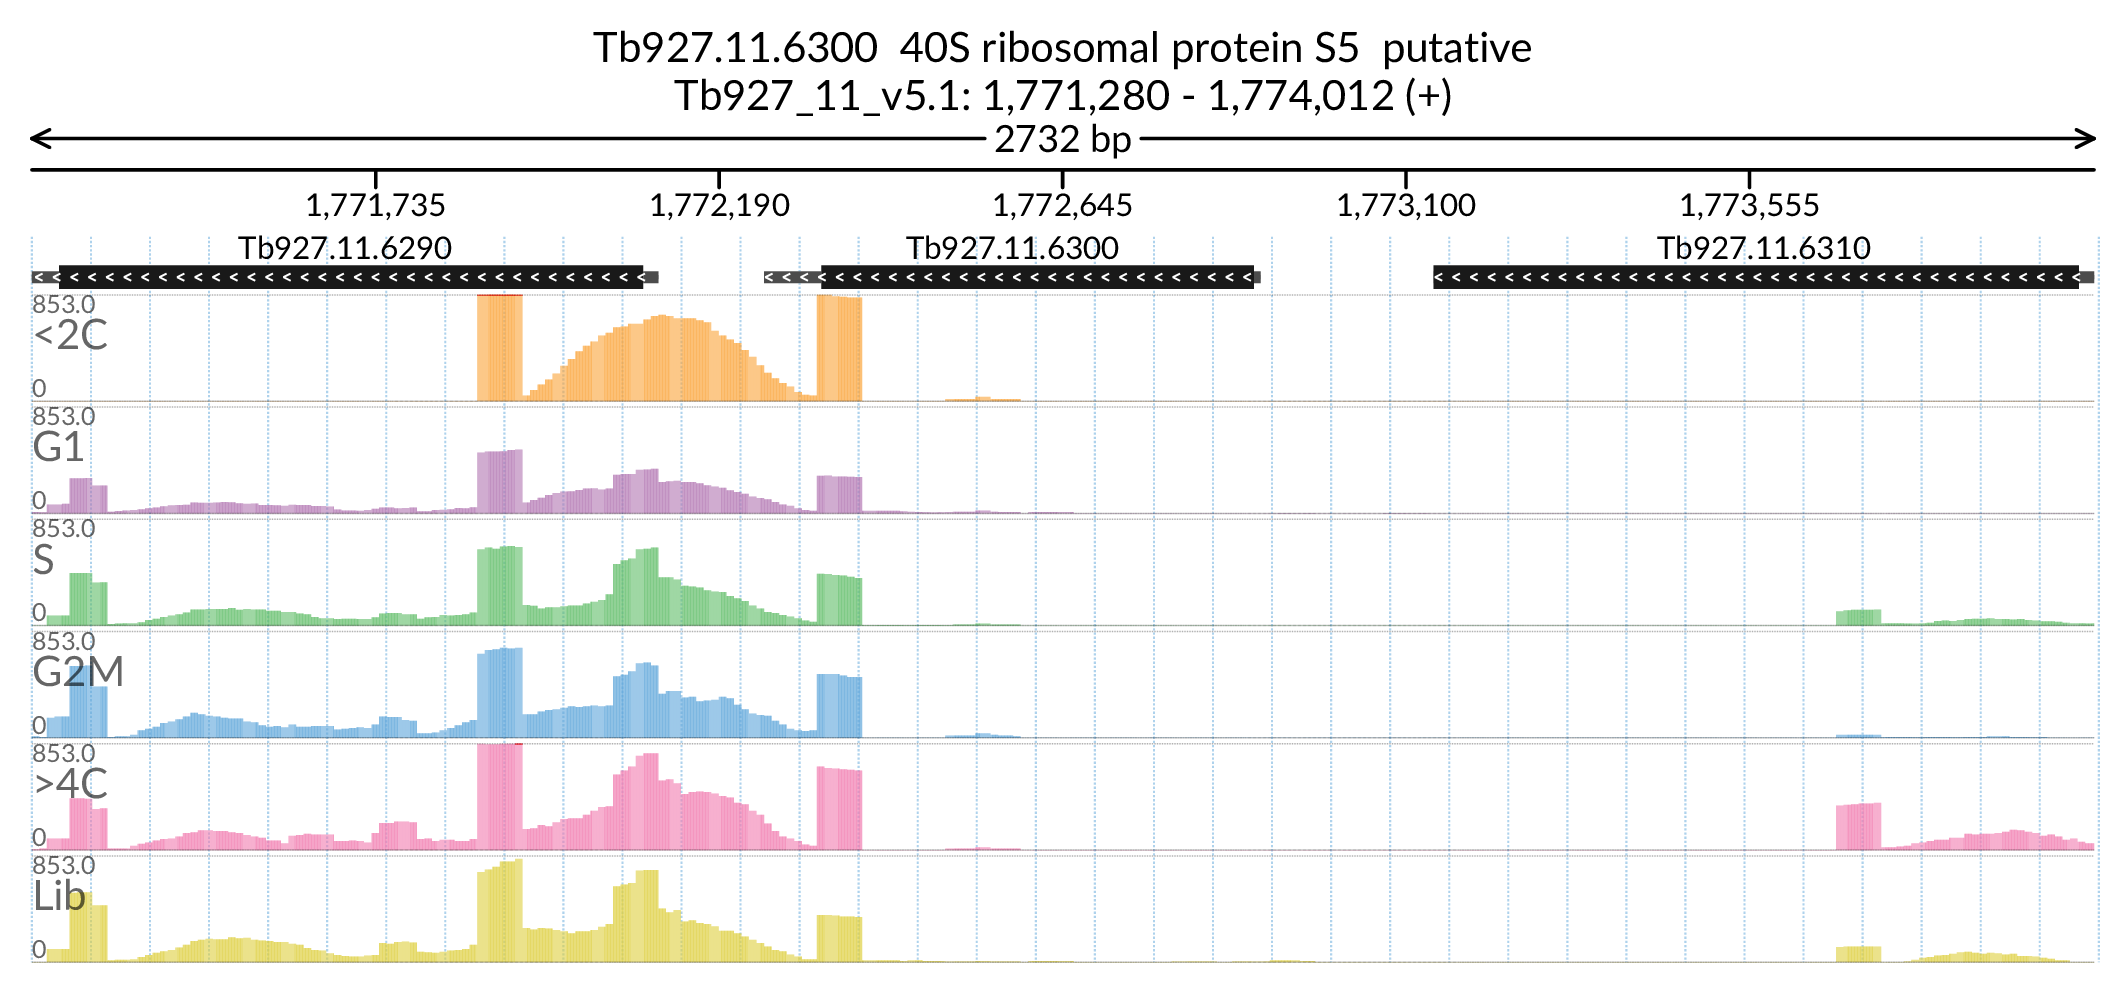 Tb927.11.6300  40S ribosomal protein S5  putative
Tb927_11_v5.1: 1,771,280 - 1,774,012 (+)
2732 bp
1,771,735 1,772,190 1,772,645 1,773,100 1,773,555
Tb927.11.6290 Tb927.11.6300 Tb927.11.6310
853.0
<2C
0
853.0
G1
0
853.0
S
0
853.0
G2M
0
853.0
>4C
0
853.0
Lib
0